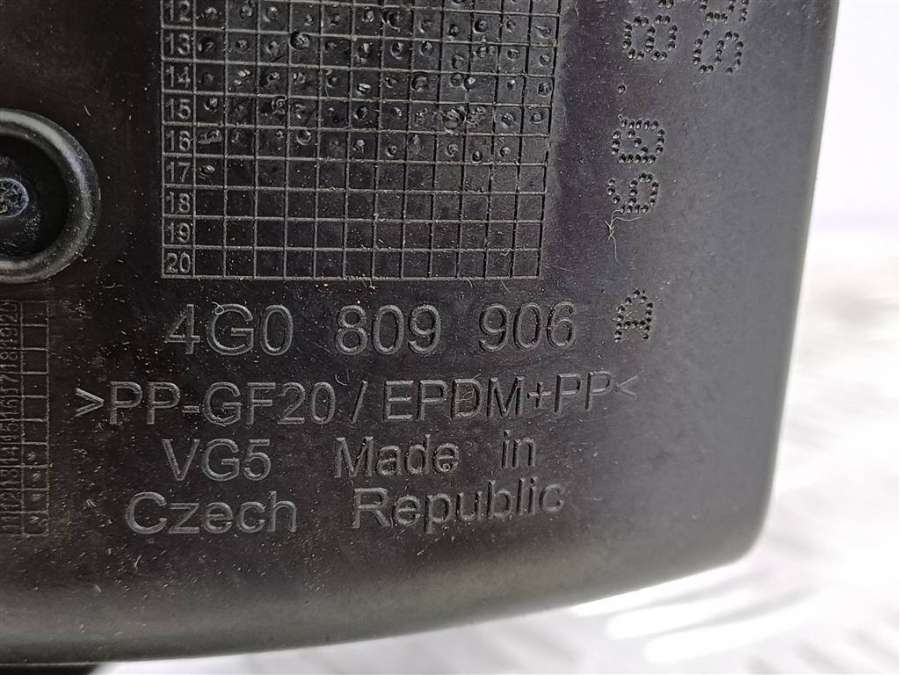 12
13
14
15
16
17
18
19
20
4G0 809 906 D
>PP-GF20 / EPDM+PP<
VG5 Made in
Czech Republic